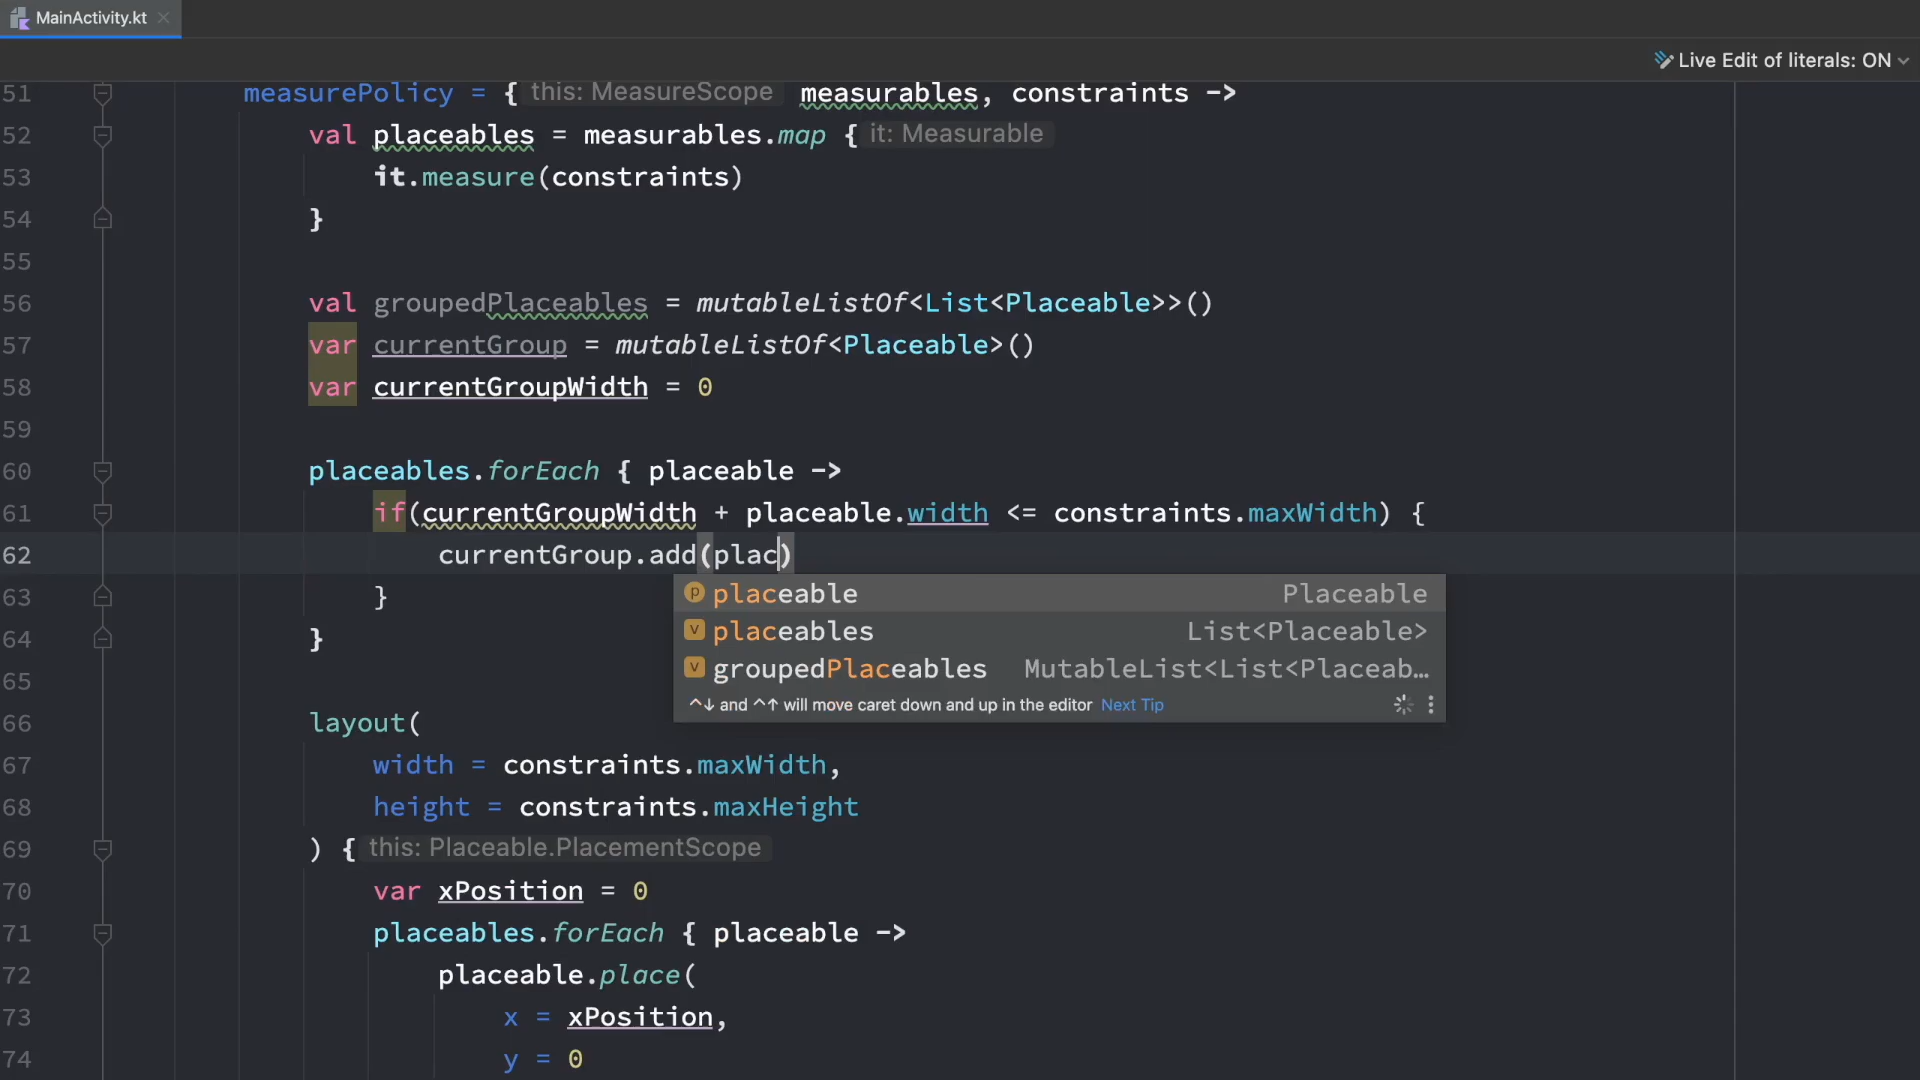 MainActivity.kt
Live Edit of literals: ON
51 measurePolicy = { this: MeasureScope measurables, constraints ->
52 val placeables = measurables.map { it: Measurable
53 it.measure(constraints)
54 }
55
56 val groupedPlaceables = mutableListOf<List<Placeable>>()
57 var currentGroup = mutableListOf<Placeable>()
58 var currentGroupWidth = 0
59
60 placeables.forEach { placeable ->
61 if(currentGroupWidth + placeable.width <= constraints.maxWidth) {
62 currentGroup.add(plac)
placeable Placeable
63 }
placeables List<Placeable>
64 }
groupedPlaceables MutableList<List<Placeab…
65
^↓ and ^↑ will move caret down and up in the editor Next Tip
66 layout(
67 width = constraints.maxWidth,
68 height = constraints.maxHeight
69 ) { this: Placeable.PlacementScope
70 var xPosition = 0
71 placeables.forEach { placeable ->
72 placeable.place(
73 x = xPosition,
74 y = 0